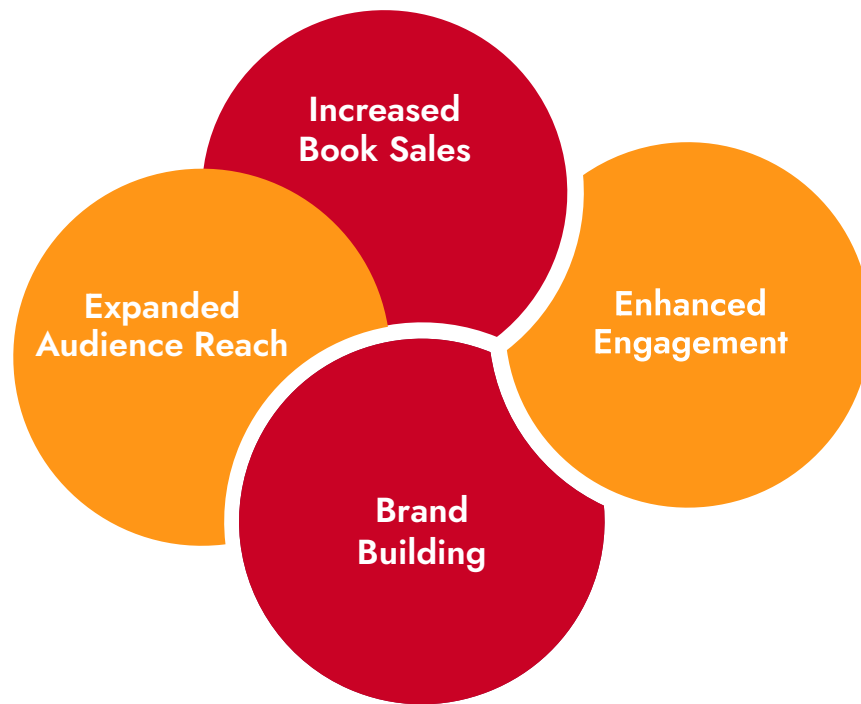 Increased
Book Sales
Expanded
Audience Reach
Enhanced
Engagement
Brand
Building